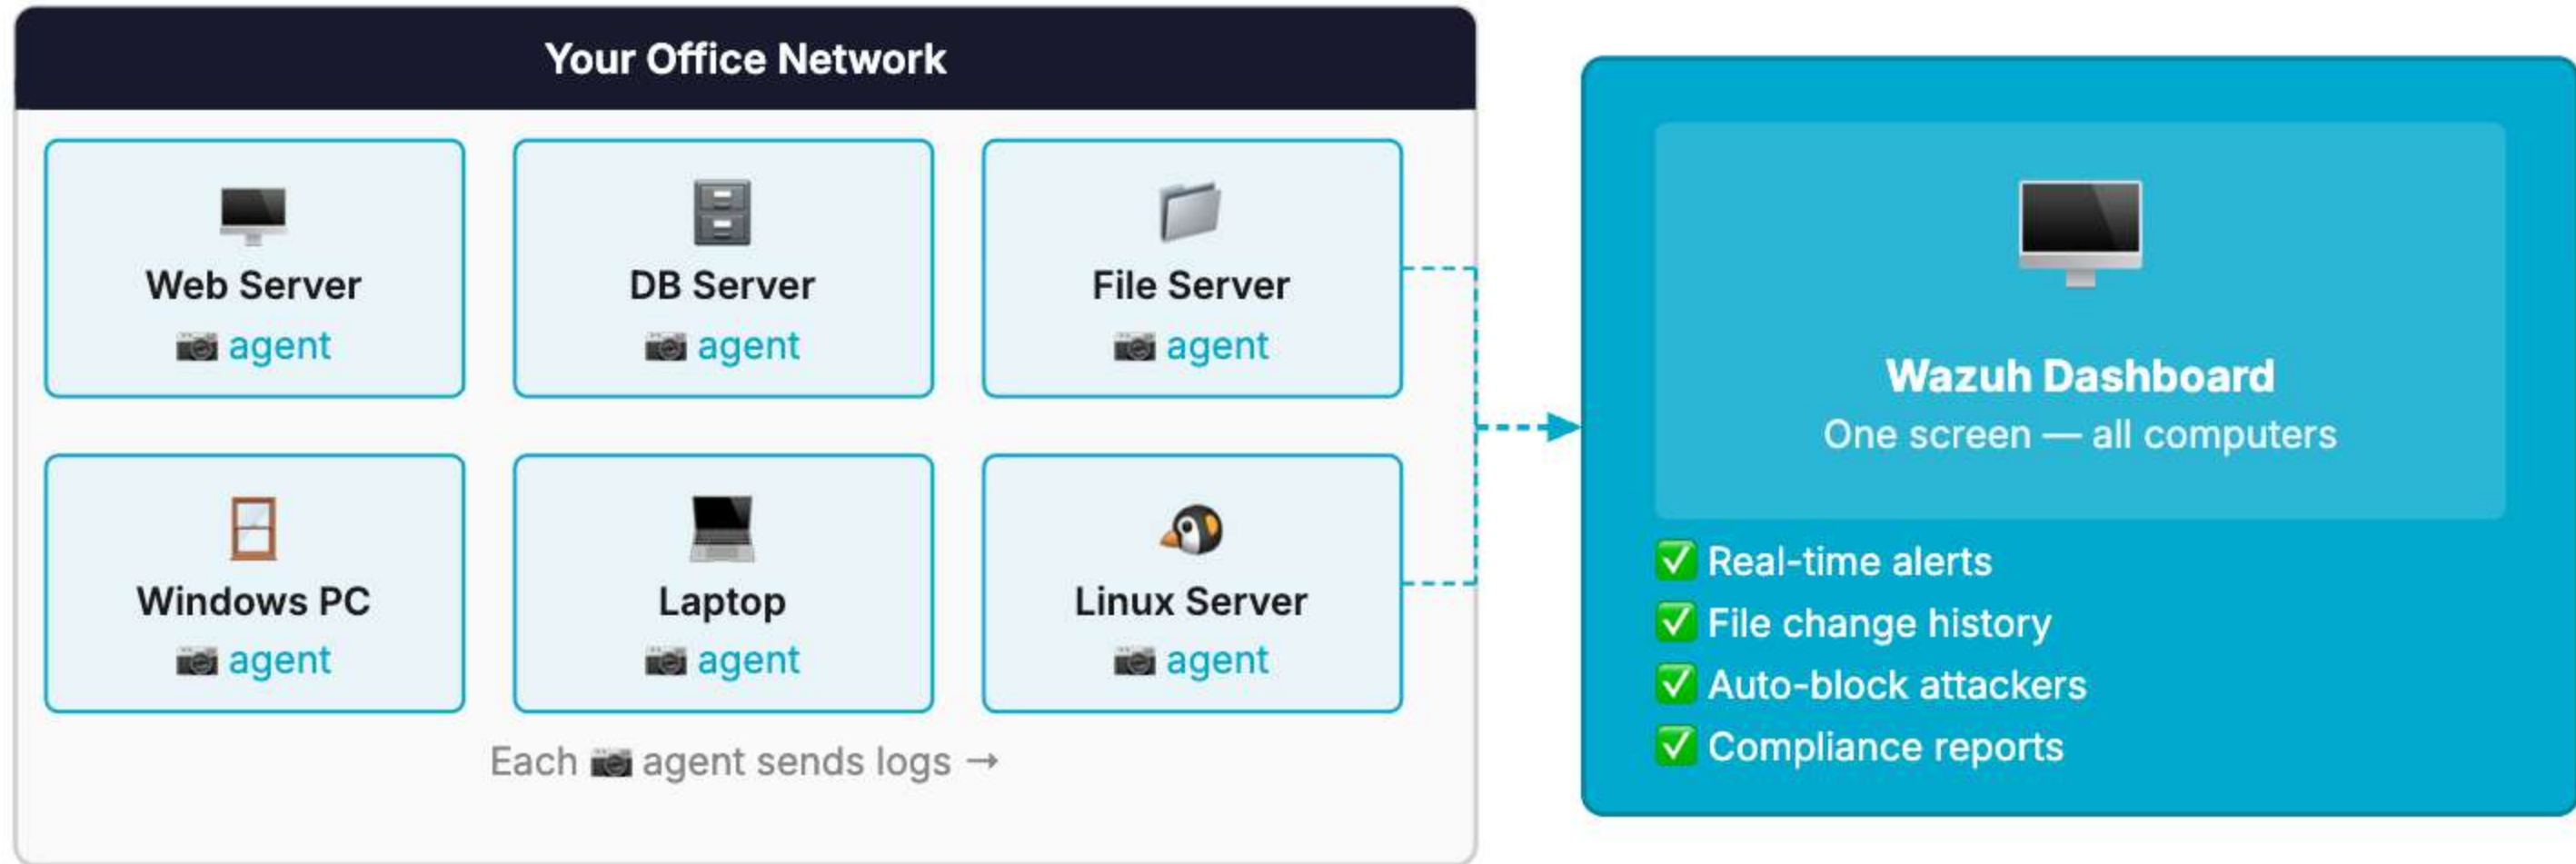 Your Office Network
Web Server
📷 agent
DB Server
📷 agent
File Server
📷 agent
Windows PC
📷 agent
Laptop
📷 agent
Linux Server
📷 agent
Each 📷 agent sends logs →
Wazuh Dashboard
One screen — all computers
✅ Real-time alerts
✅ File change history
✅ Auto-block attackers
✅ Compliance reports